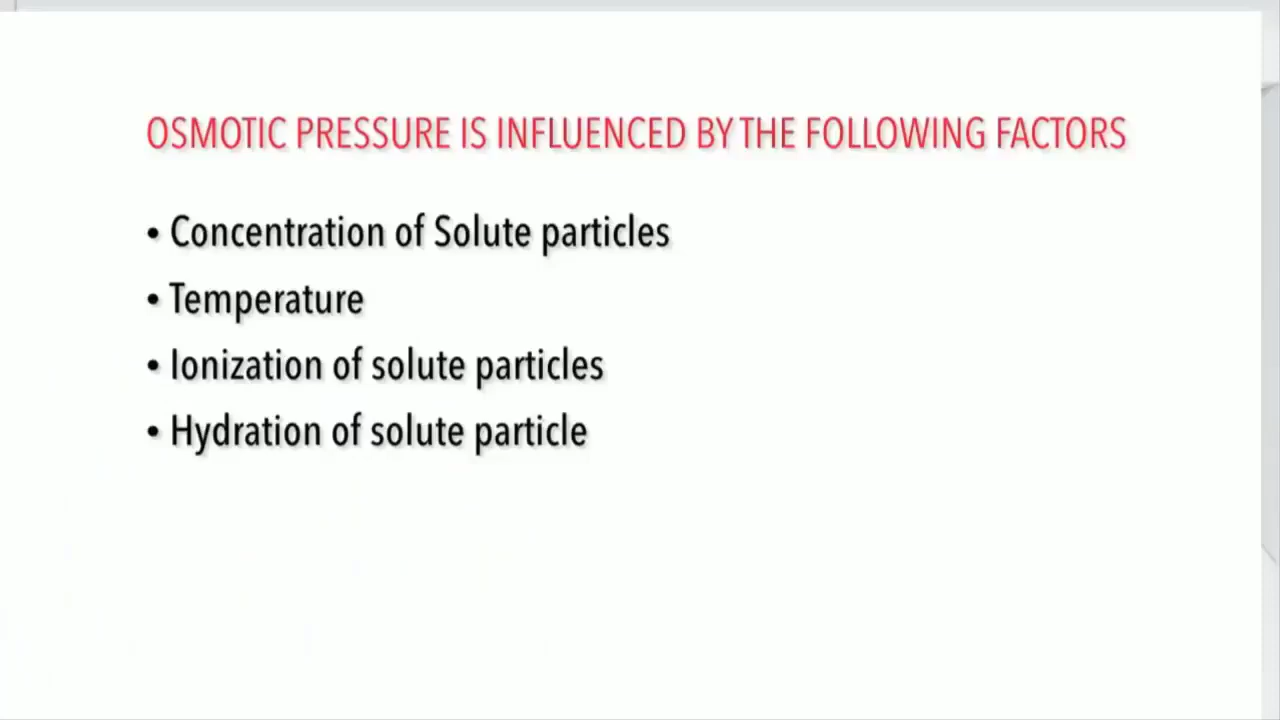 OSMOTIC PRESSURE IS INFLUENCED BY THE FOLLOWING FACTORS
• Concentration of Solute particles
• Temperature
• Ionization of solute particles
• Hydration of solute particle